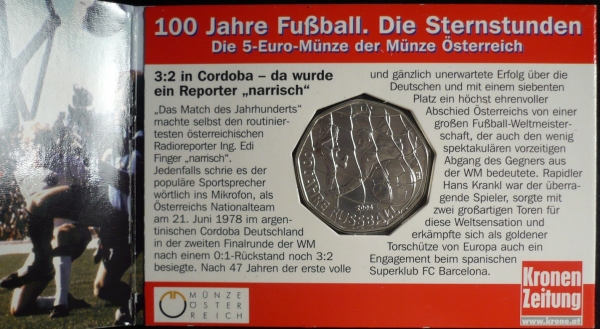 100 Jahre Fußball. Die Sternstunden
Die 5-Euro-Münze der Münze Österreich
3:2 in Cordoba – da wurde
ein Reporter „narrisch"
„Das Match des Jahrhunderts"
machte selbst den routinier-
testen österreichischen
Radioreporter Ing. Edi
Finger „narisch".
Jedenfalls schrie es der
populäre Sportsprecher
wörtlich ins Mikrofon, als
Österreichs Nationalteam
am 21. Juni 1978 im argen-
tinischen Cordoba Deutschland
in der zweiten Finalrunde der WM
nach einem 0:1-Rückstand noch 3:2
besiegte. Nach 47 Jahren der erste volle
und gänzlich unerwartete Erfolg über die
Deutschen und mit einem siebenten
Platz ein höchst ehrenvoller
Abschied Österreichs von einer
großen Fußball-Weltmeister-
schaft, der auch den wenig
spektakulären vorzeitigen
Abgang des Gegners aus
der WM bedeutete. Rapidler
Hans Krankl war der überra-
gende Spieler, sorgte mit
zwei großartigen Toren für
diese Weltsensation und
erkämpfte sich als goldener
Torschütze von Europa auch ein
Engagement beim spanischen
Superklub FC Barcelona.
2004
JAHRE FUSSBALL
MÜNZE
ÖSTER
REICH
Kronen
Zeitung
www.krone.at